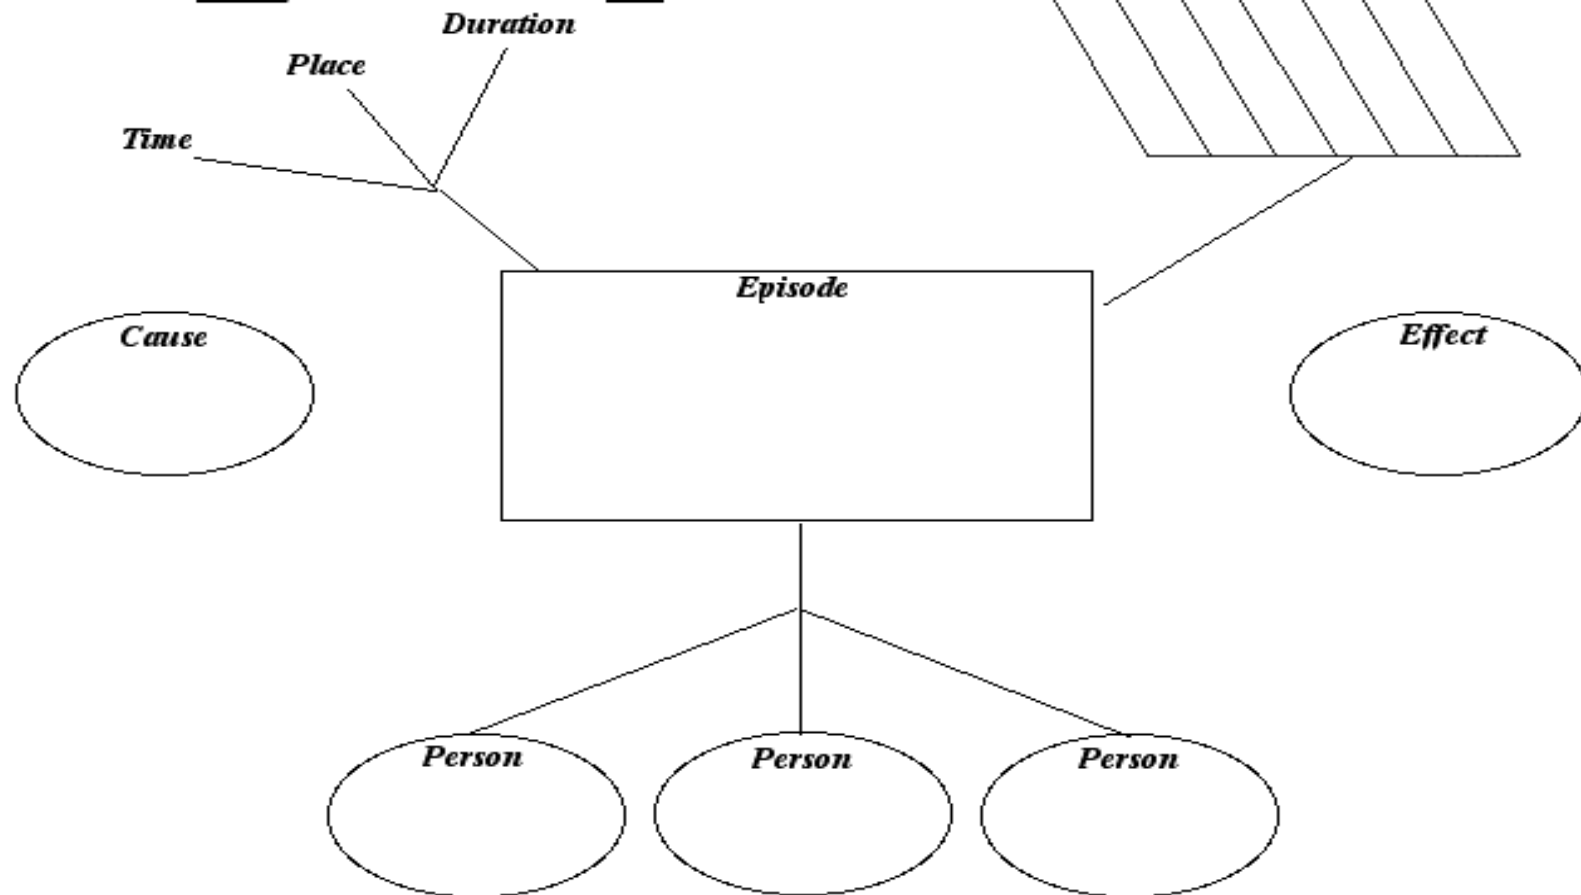 Duration
Place
Time
Episode
Cause
Effect
Person
Person
Person